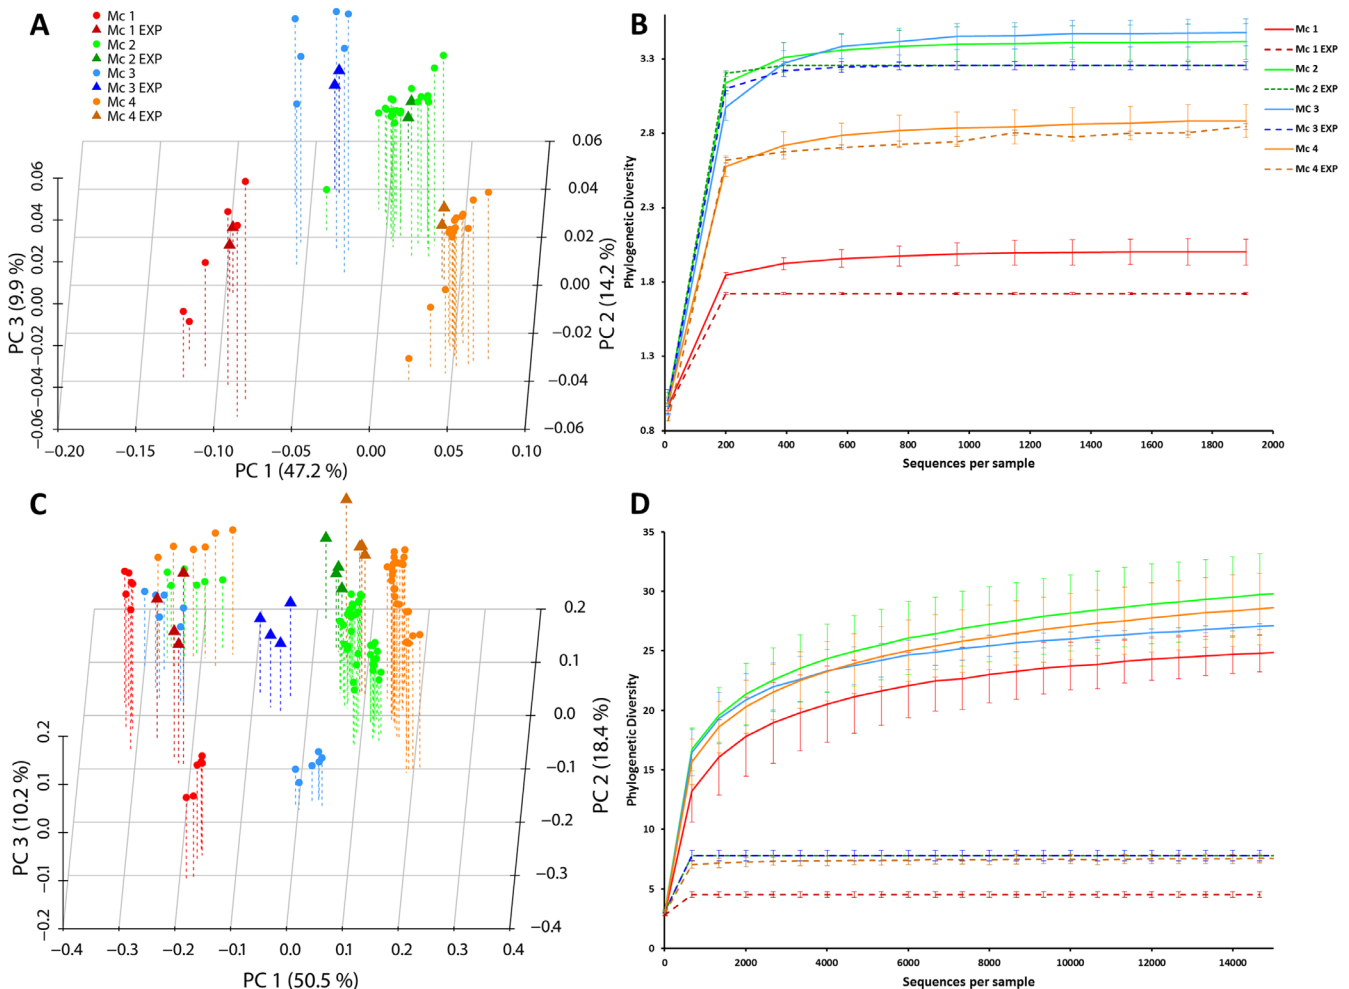 A
Mc 1
Mc 1 EXP
Mc 2
Mc 2 EXP
Mc 3
Mc 3 EXP
Mc 4
Mc 4 EXP
0.06
0.04
0.02
0.00
−0.02
−0.04
−0.06
PC 2 (14.2 %)
0.06
0.04
0.02
0.00
−0.02
−0.04
−0.06
PC 3 (9.9 %)
−0.20
−0.10
−0.05
0.00
0.05
0.10
PC 1 (47.2 %)
B
3.3
2.8
2.3
1.8
1.3
0.8
Phylogenetic Diversity
0
200
400
600
800
1000
1200
1400
1600
1800
2000
Sequences per sample
Mc 1
Mc 1 EXP
Mc 2
Mc 2 EXP
MC 3
Mc 3 EXP
Mc 4
Mc 4 EXP
C
0.2
0.1
0.0
−0.1
−0.2
−0.3
−0.4
PC 2 (18.4 %)
0.2
0.1
0.0
−0.1
−0.2
PC 3 (10.2 %)
−0.4
−0.3
−0.2
−0.1
0.0
0.1
0.2
0.3
0.4
PC 1 (50.5 %)
D
35
30
25
20
15
10
5
0
Phylogenetic Diversity
0
2000
4000
6000
8000
10000
12000
14000
Sequences per sample